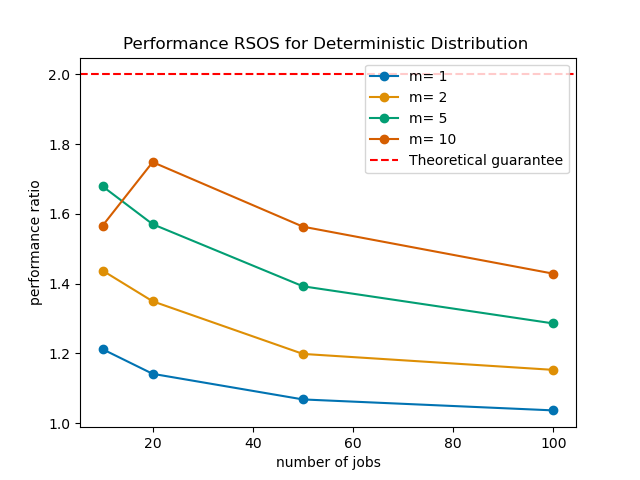 Performance RSOS for Deterministic Distribution
performance ratio
2.0
1.8
1.6
1.4
1.2
1.0
m= 1
m= 2
m= 5
m= 10
Theoretical guarantee
20 40 60 80 100
number of jobs